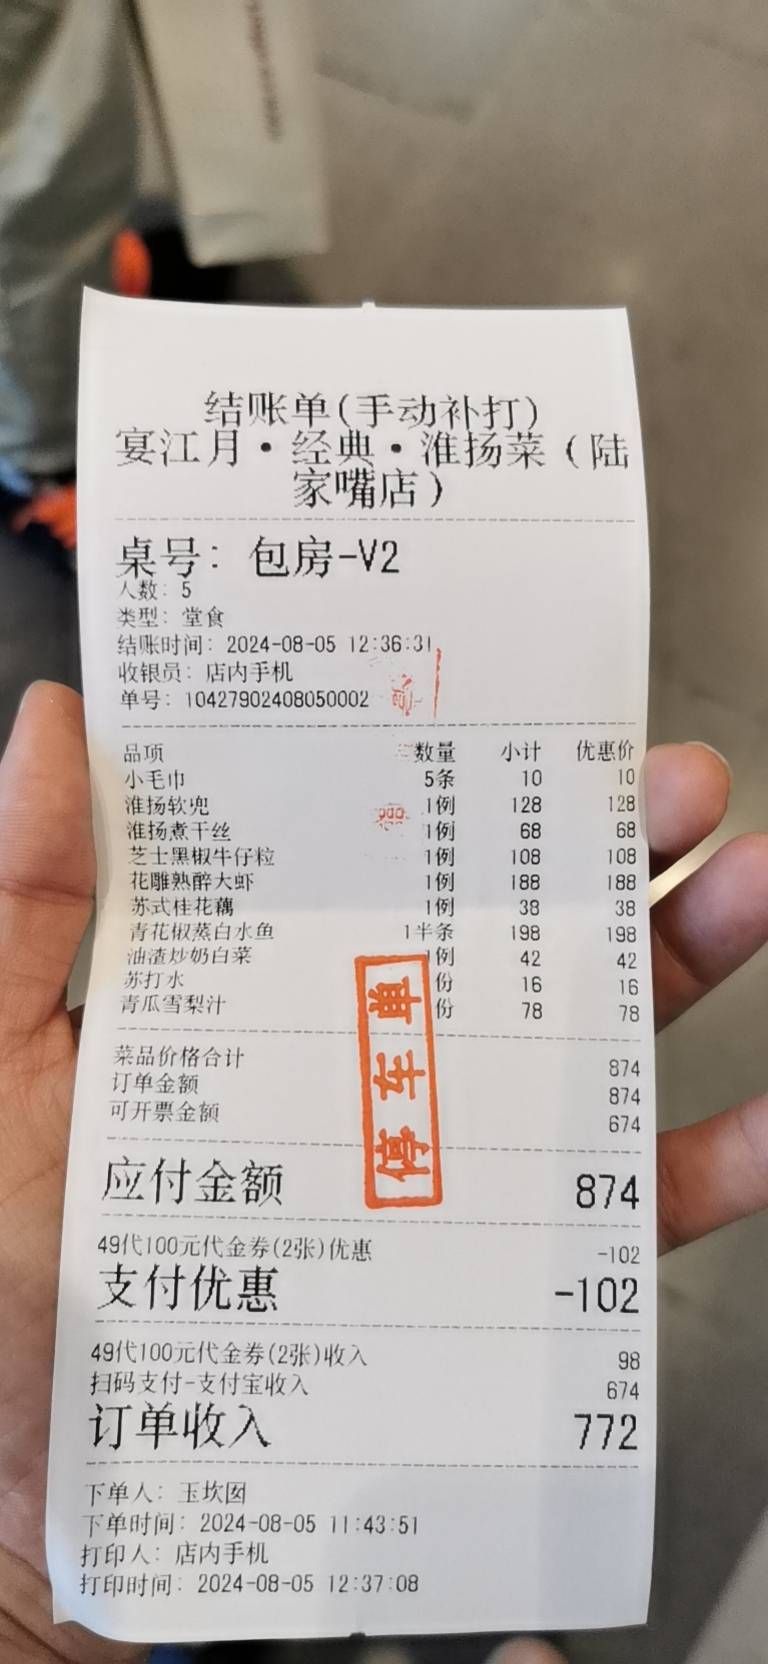 结账单(手动补打)
宴江月·经典·淮扬菜(陆
家嘴店)
桌号: 包房-V2
人数: 5
类型: 堂食
结账时间: 2024-08-05 12:36:31
收银员: 店内手机
单号: 10427902408050002
品项 数量 小计 优惠价
小毛巾 5条 10 10
淮扬软兜 1例 128 128
淮扬煮干丝 1例 68 68
芝士黑椒牛仔粒 1例 108 108
花雕熟醉大虾 1例 188 188
苏式桂花藕 1例 38 38
青花椒蒸白水鱼 1半条 198 198
油渣炒奶白菜 1例 42 42
苏打水 份 16 16
青瓜雪梨汁 份 78 78
停车单
菜品价格合计 874
订单金额 874
可开票金额 674
应付金额 874
49代100元代金券(2张)优惠 -102
支付优惠 -102
49代100元代金券(2张)收入 98
扫码支付-支付宝收入 674
订单收入 772
下单人: 玉坎囡
下单时间: 2024-08-05 11:43:51
打印人: 店内手机
打印时间: 2024-08-05 12:37:08